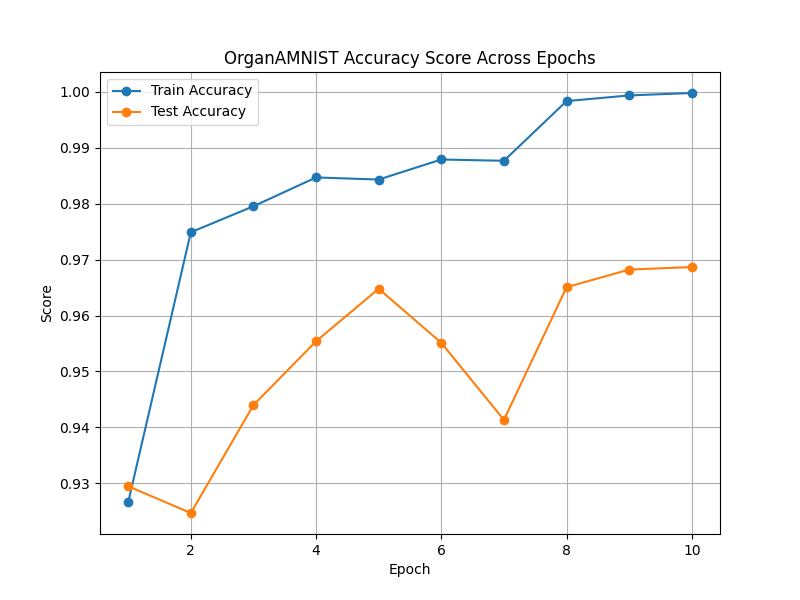 OrganAMNIST Accuracy Score Across Epochs
Train Accuracy
Test Accuracy
1.00
0.99
0.98
0.97
0.96
0.95
0.94
0.93
Score
2 4 6 8 10
Epoch